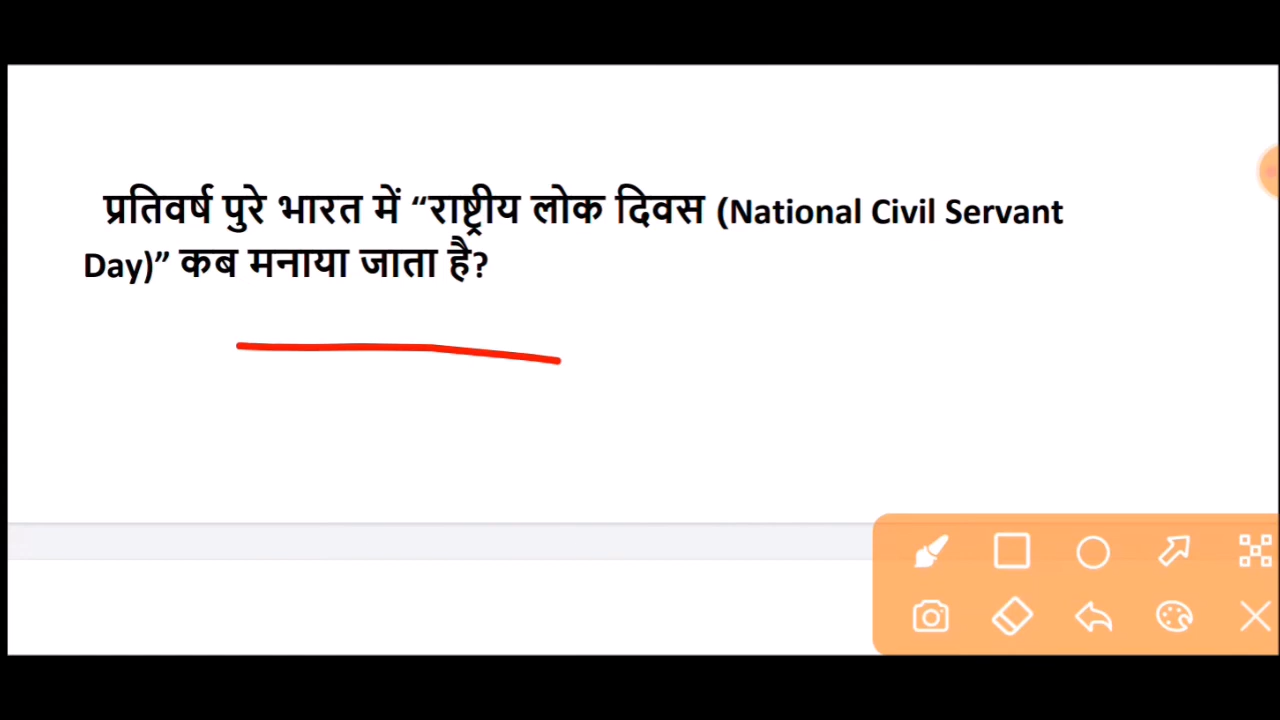 प्रतिवर्ष पुरे भारत में “राष्ट्रीय लोक दिवस (National Civil Servant
Day)” कब मनाया जाता है?